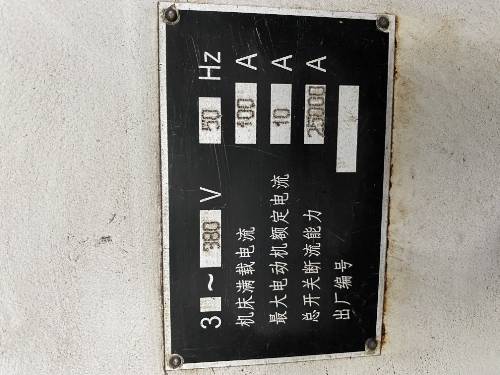 3 ~ 380 V 50 Hz
机床满载电流 100 A
最大电动机额定电流 10 A
总开关断流能力 25000 A
出厂编号